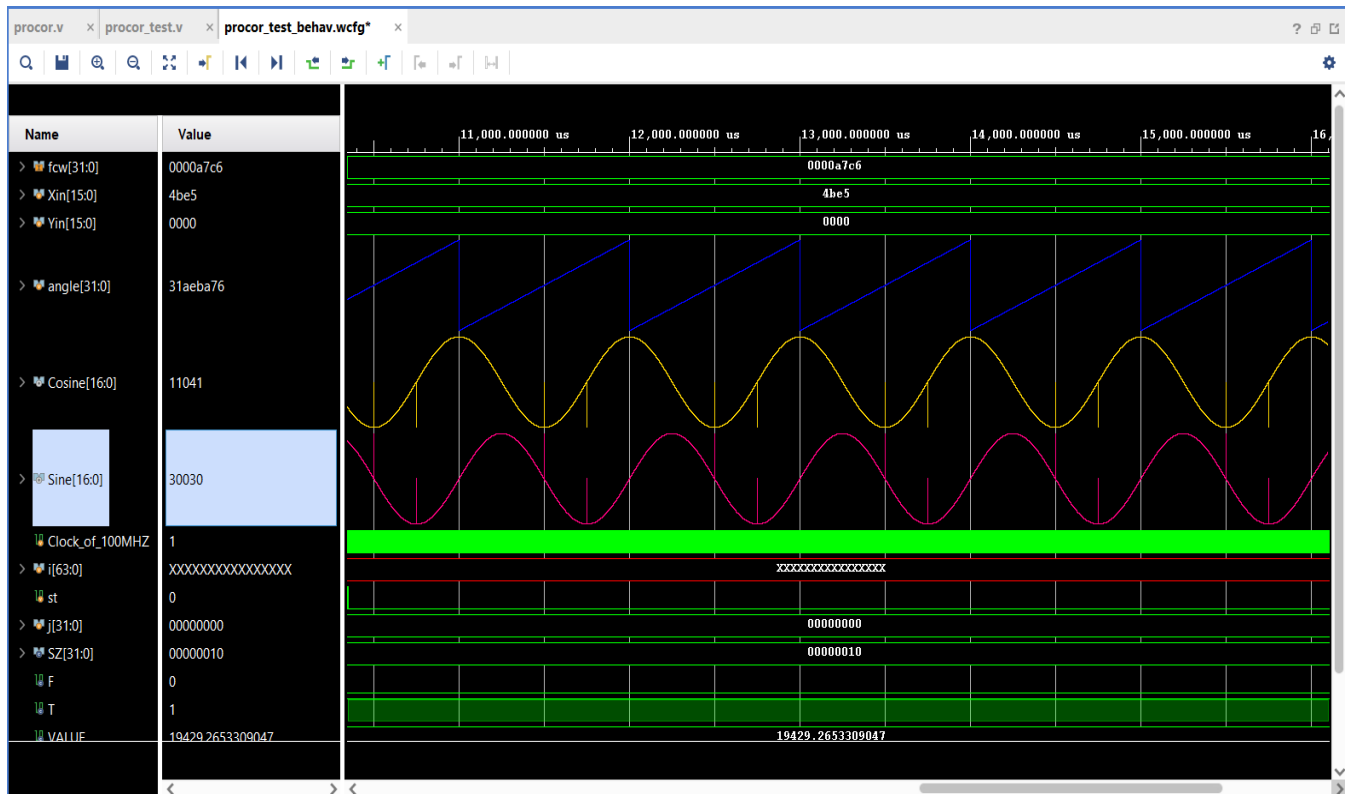 procor.v × procor_test.v × procor_test_behav.wcfg* ×
?
Name Value
11,000.000000 us 12,000.000000 us 13,000.000000 us 14,000.000000 us 15,000.000000 us 16,
fcw[31:0] 0000a7c6 0000a7c6
Xin[15:0] 4be5 4be5
Yin[15:0] 0000 0000
angle[31:0] 31aeba76
Cosine[16:0] 11041
Sine[16:0] 30030
Clock_of_100MHZ 1
i[63:0] XXXXXXXXXXXXXXXX XXXXXXXXXXXXXXXX
st 0
j[31:0] 00000000 00000000
SZ[31:0] 00000010 00000010
F 0
T 1
VALUE 19429.2653309047 19429.2653309047